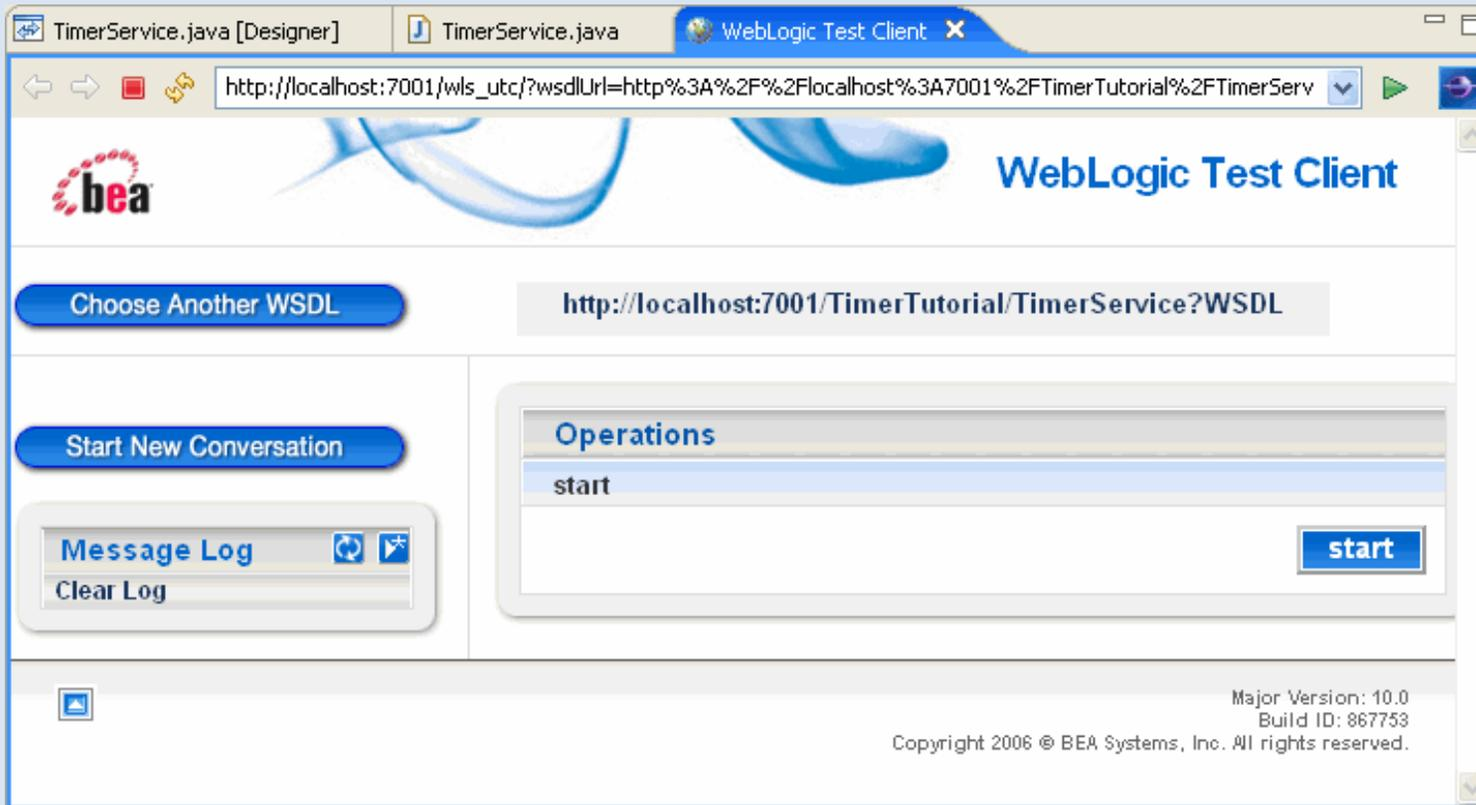 TimerService.java [Designer]
TimerService.java
WebLogic Test Client
http://localhost:7001/wls_utc/?wsdlUrl=http%3A%2F%2Flocalhost%3A7001%2FTimerTutorial%2FTimerServ
bea
WebLogic Test Client
Choose Another WSDL
http://localhost:7001/TimerTutorial/TimerService?WSDL
Start New Conversation
Operations
start
Message Log
Clear Log
start
Major Version: 10.0
Build ID: 867753
Copyright 2006 © BEA Systems, Inc. All rights reserved.